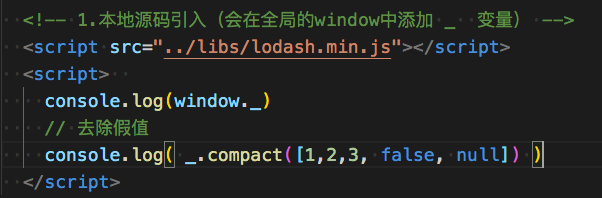 <!-- 1.本地源码引入（会在全局的window中添加 _ 变量） -->
<script src="../libs/lodash.min.js"></script>
<script>
console.log(window._)
// 去除假值
console.log( _.compact([1,2,3, false, null]) )
</script>